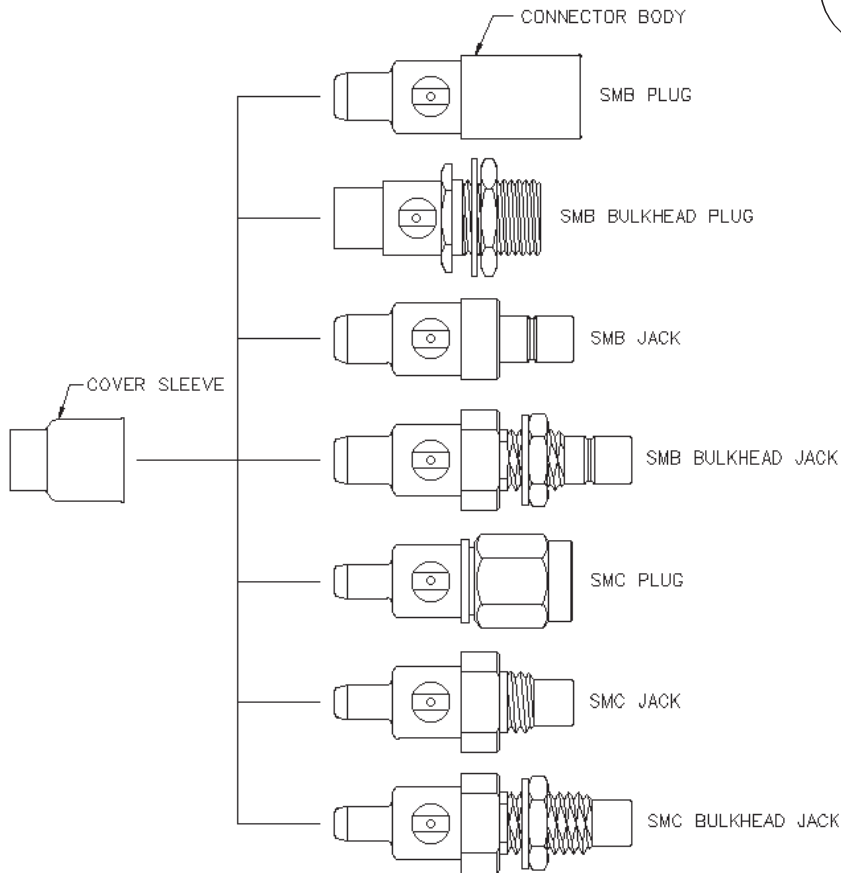 CONNECTOR BODY
SMB PLUG
SMB BULKHEAD PLUG
SMB JACK
COVER SLEEVE
SMB BULKHEAD JACK
SMC PLUG
SMC JACK
SMC BULKHEAD JACK